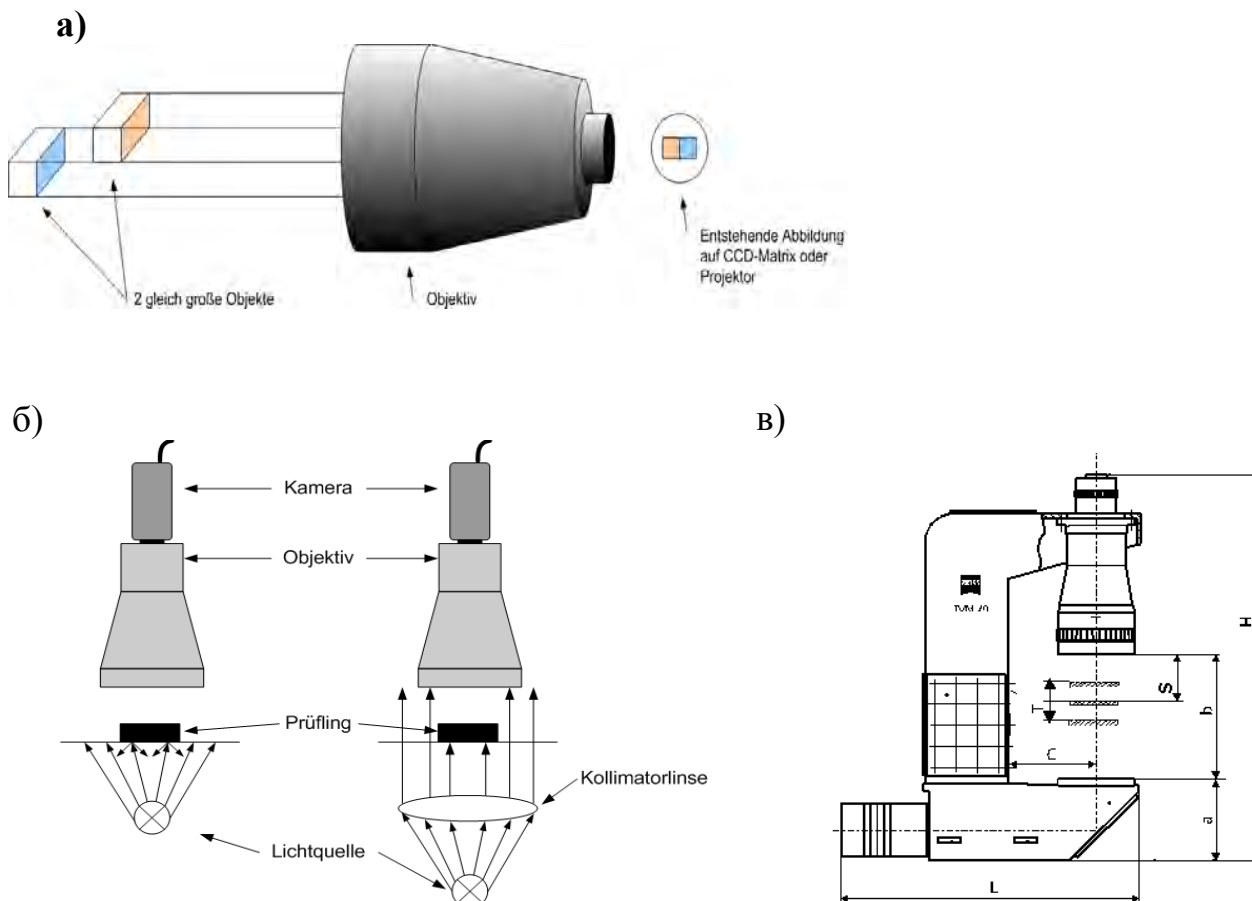 а)
2 gleich große Objekte
Objektiv
Entstehende Abbildung
auf CCD-Matrix oder
Projektor
б)
Kamera
Objektiv
Prüfling
Kollimatorlinse
Lichtquelle
в)
H
S
b
T
C
a
L